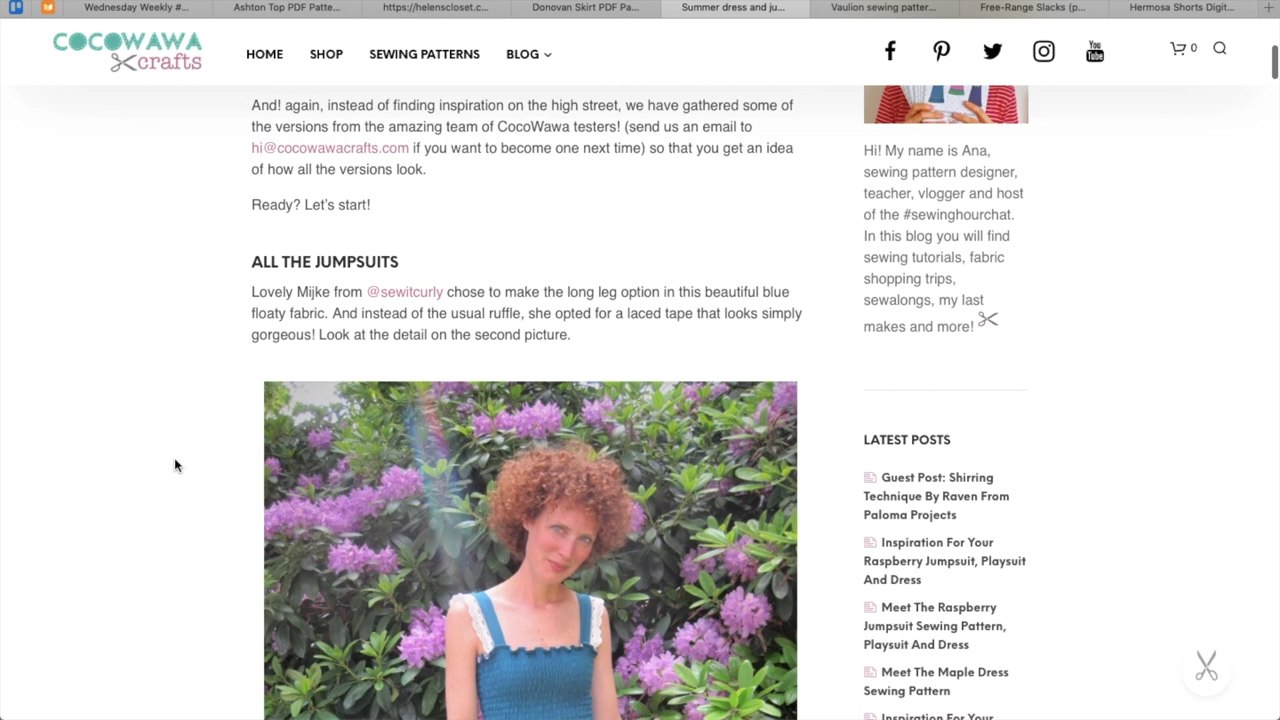 Wednesday Weekly #...
Ashton Top PDF Patte...
https://helenscloset.c...
Donovan Skirt PDF Pa...
Summer dress and ju...
Vaulion sewing patter...
Free-Range Slacks (p...
Hermosa Shorts Digit...
COCOWAWA
crafts
HOME
SHOP
SEWING PATTERNS
BLOG
You
Tube
0
And! again, instead of finding inspiration on the high street, we have gathered some of
the versions from the amazing team of CocoWawa testers! (send us an email to
hi@cocowawacrafts.com if you want to become one next time) so that you get an idea
of how all the versions look.
Ready? Let's start!
ALL THE JUMPSUITS
Lovely Mijke from @sewitcurly chose to make the long leg option in this beautiful blue
floaty fabric. And instead of the usual ruffle, she opted for a laced tape that looks simply
gorgeous! Look at the detail on the second picture.
Hi! My name is Ana,
sewing pattern designer,
teacher, vlogger and host
of the #sewinghourchat.
In this blog you will find
sewing tutorials, fabric
shopping trips,
sewalongs, my last
makes and more!
LATEST POSTS
Guest Post: Shirring
Technique By Raven From
Paloma Projects
Inspiration For Your
Raspberry Jumpsuit, Playsuit
And Dress
Meet The Raspberry
Jumpsuit Sewing Pattern,
Playsuit And Dress
Meet The Maple Dress
Sewing Pattern
Inspiration For Your